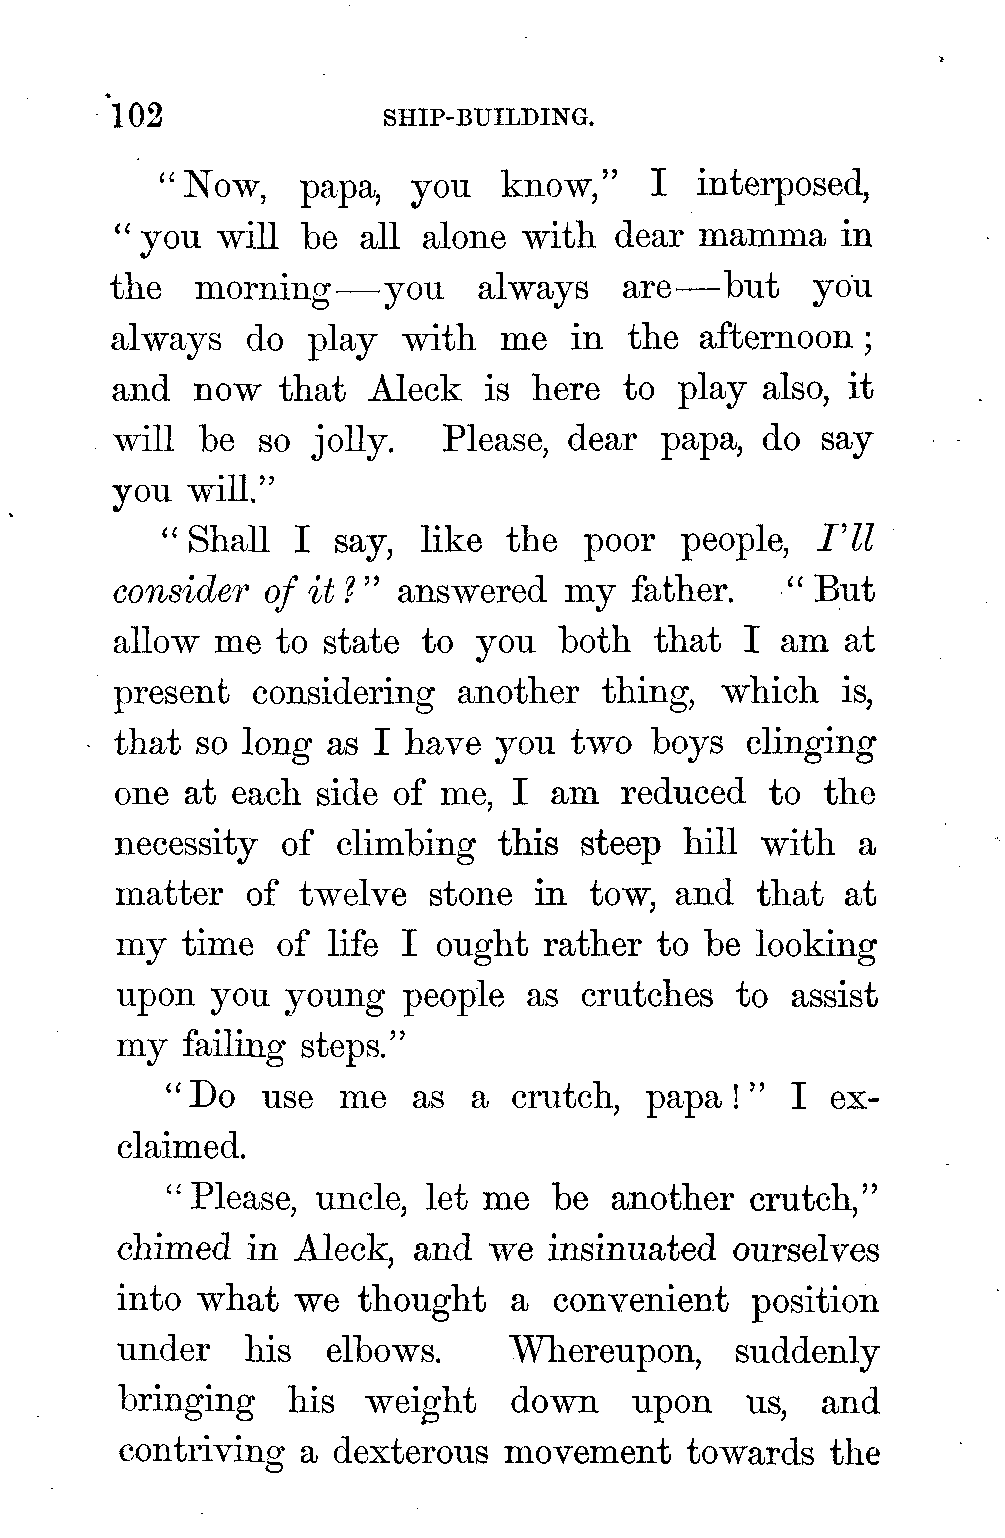 102 SHIP-BUILDING.
“Now, papa, you know,” I interposed,
“you will be all alone with dear mamma in
the morning—you always are—but you
always do play with me in the afternoon;
and now that Aleck is here to play also, it
will be so jolly. Please, dear papa, do say
you will.”
“Shall I say, like the poor people, I’ll
consider of it?” answered my father. “But
allow me to state to you both that I am at
present considering another thing, which is,
that so long as I have you two boys clinging
one at each side of me, I am reduced to the
necessity of climbing this steep hill with a
matter of twelve stone in tow, and that at
my time of life I ought rather to be looking
upon you young people as crutches to assist
my failing steps.”
“Do use me as a crutch, papa!” I ex-
claimed.
“Please, uncle, let me be another crutch,”
chimed in Aleck, and we insinuated ourselves
into what we thought a convenient position
under his elbows. Whereupon, suddenly
bringing his weight down upon us, and
contriving a dexterous movement towards the